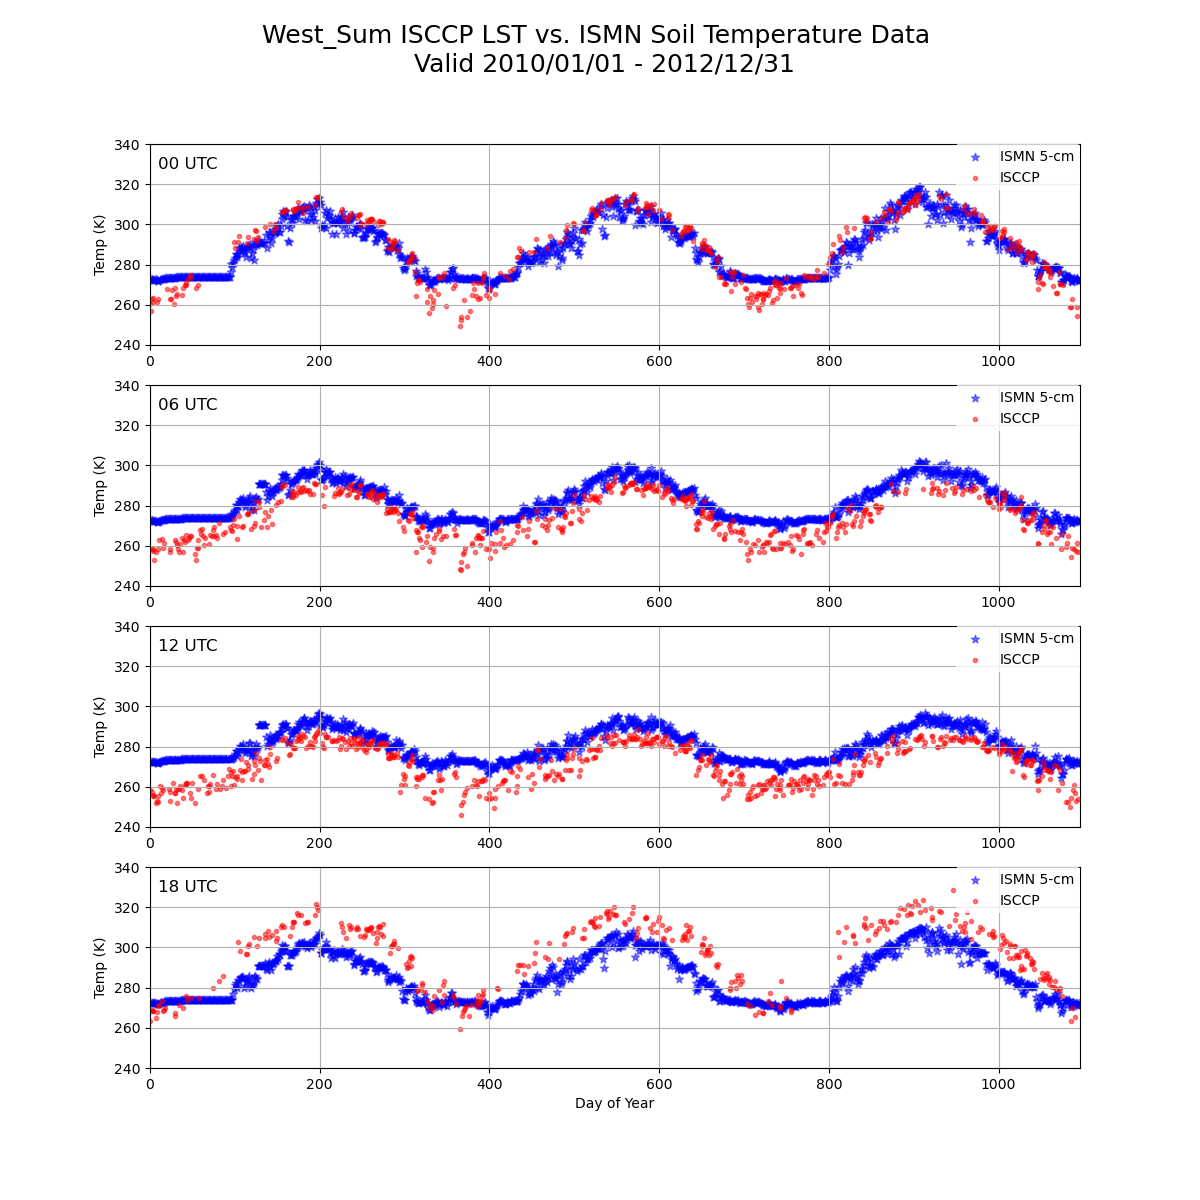 West_Sum ISCCP LST vs. ISMN Soil Temperature Data
Valid 2010/01/01 - 2012/12/31
340
320
300
280
260
240
Temp (K)
00 UTC
ISMN 5-cm
ISCCP
0 200 400 600 800 1000
340
320
300
280
260
240
Temp (K)
06 UTC
ISMN 5-cm
ISCCP
0 200 400 600 800 1000
340
320
300
280
260
240
Temp (K)
12 UTC
ISMN 5-cm
ISCCP
0 200 400 600 800 1000
340
320
300
280
260
240
Temp (K)
18 UTC
ISMN 5-cm
ISCCP
0 200 400 600 800 1000
Day of Year